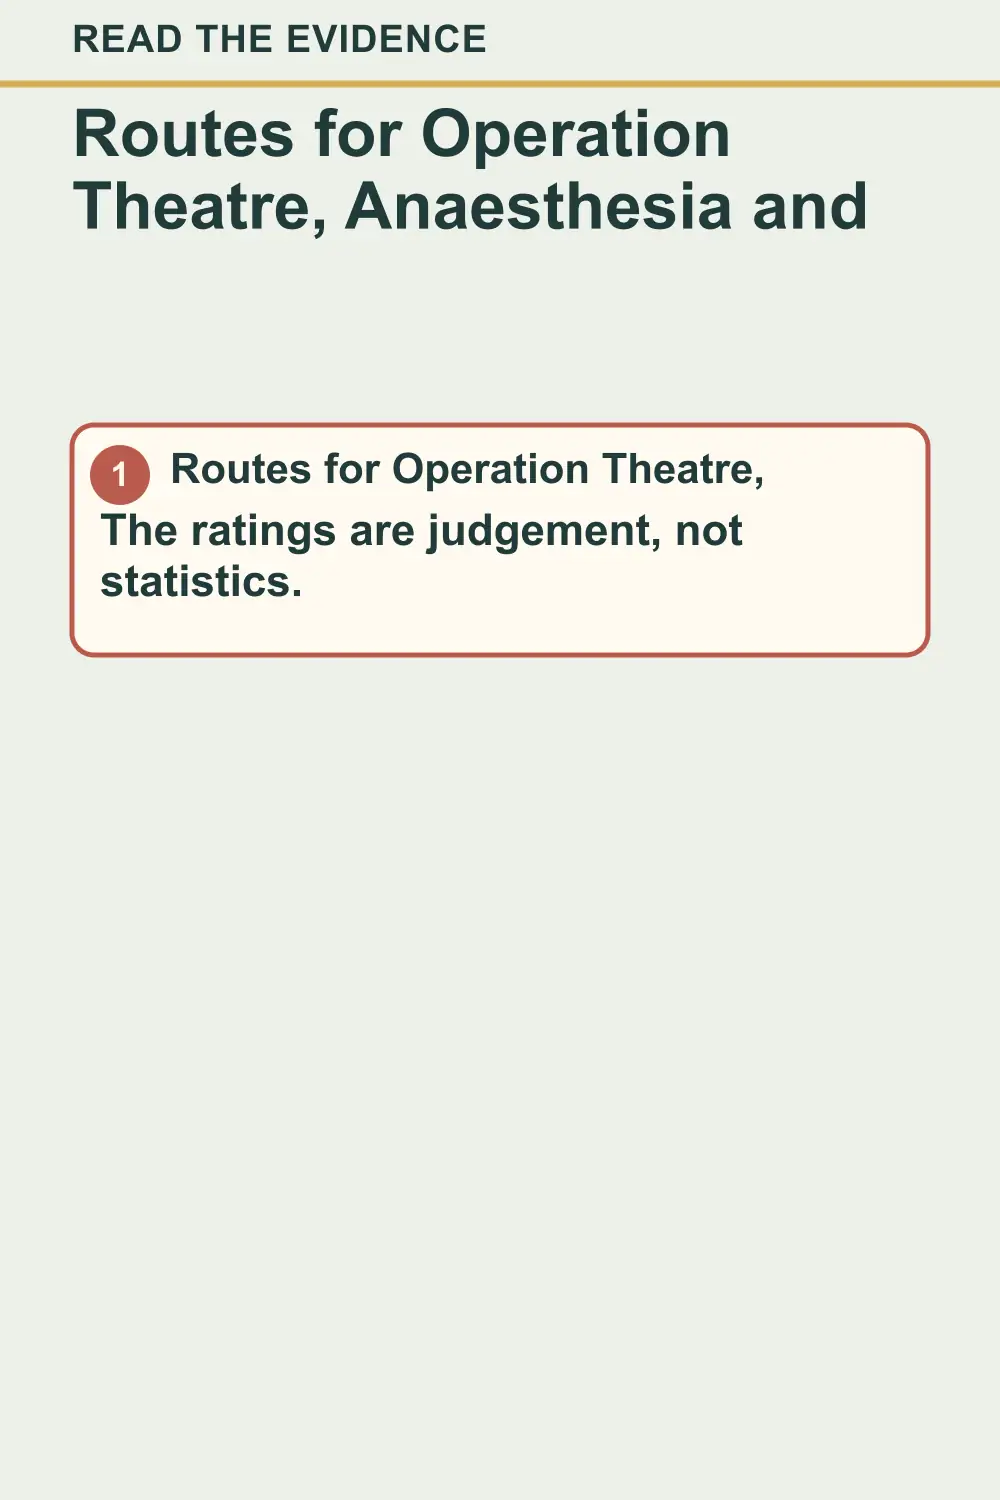 READ THE EVIDENCE
Routes for Operation
Theatre, Anaesthesia and
1 Routes for Operation Theatre,
The ratings are judgement, not
statistics.